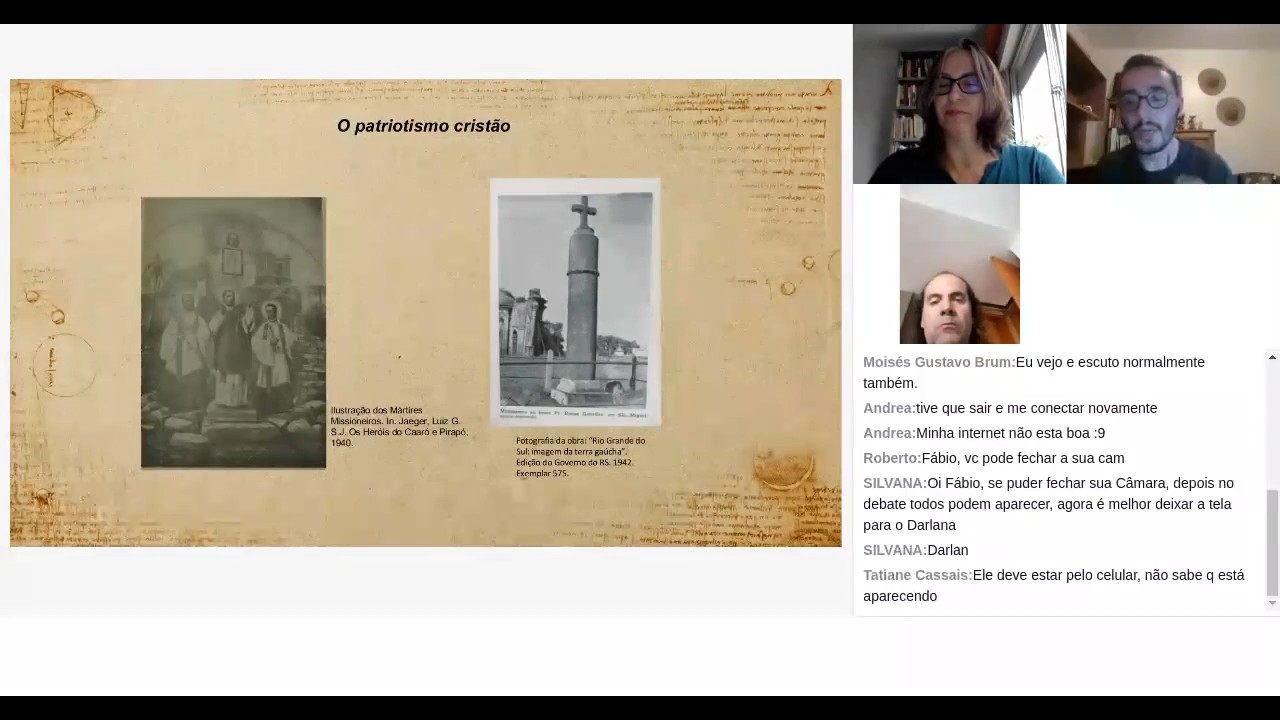 O patriotismo cristão
Ilustração dos Mártires
Missioneiros. In. Jaeger, Luiz G.
S.J. Os Heróis do Caaró e Pirapó.
1940.
Fotografia da obra: "Rio Grande do
Sul: imagem da terra gaúcha".
Edição do Governo do RS. 1942.
Exemplar 575.
Moisés Gustavo Brum:Eu vejo e escuto normalmente
também.
Andrea:tive que sair e me conectar novamente
Andrea:Minha internet não esta boa :9
Roberto:Fábio, vc pode fechar a sua cam
SILVANA:Oi Fábio, se puder fechar sua Câmara, depois no
debate todos podem aparecer, agora é melhor deixar a tela
para o Darlana
SILVANA:Darlan
Tatiane Cassais:Ele deve estar pelo celular, não sabe q está
aparecendo